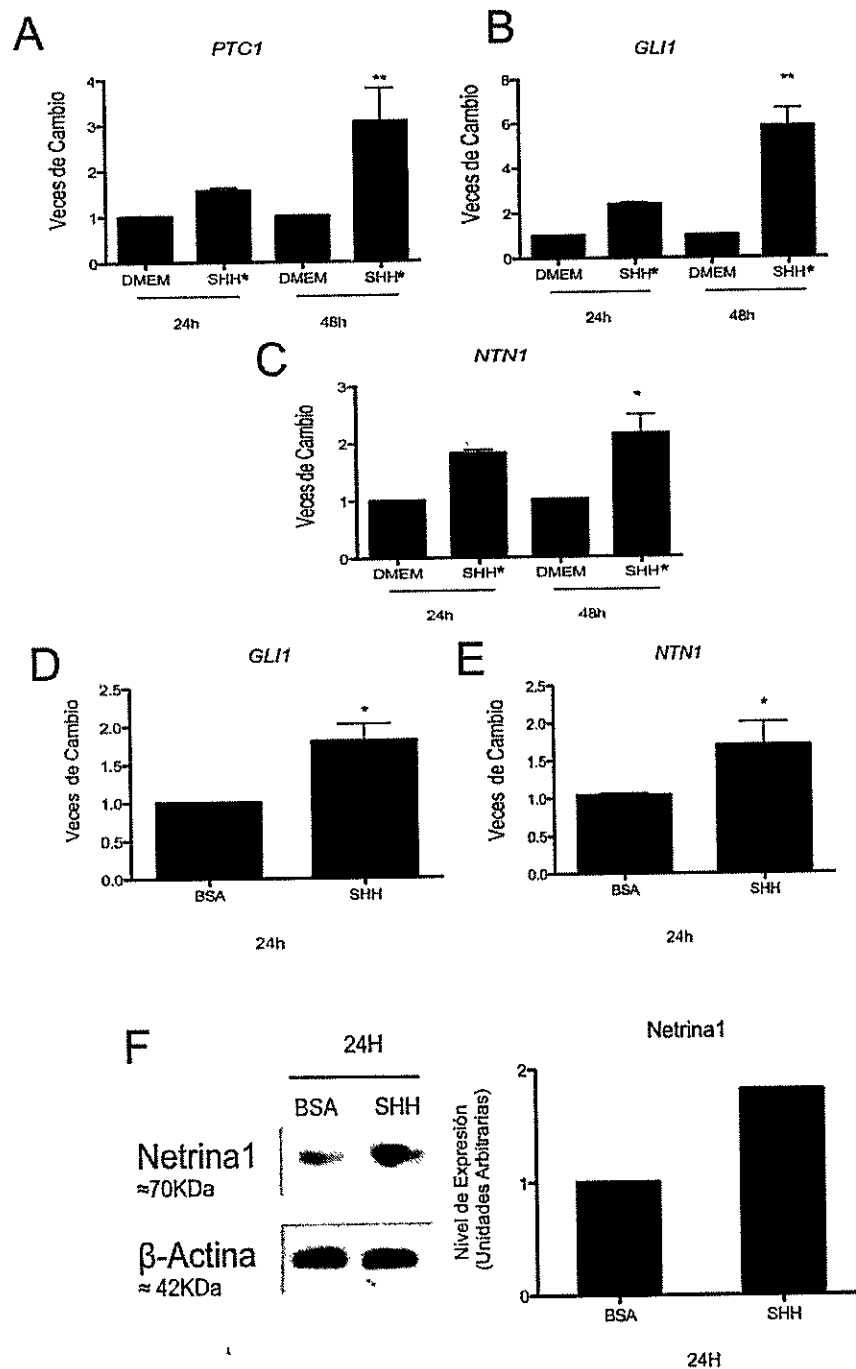 A
PTC1
Veces de Cambio
4
3
2
1
0
**
DMEM SHH* DMEM SHH*
24h 48h
B
GLI1
Veces de Cambio
8
6
4
2
0
**
DMEM SHH* DMEM SHH*
24h 48h
C
NTN1
Veces de Cambio
3
2
1
0
*
DMEM SHH* DMEM SHH*
24h 48h
D
GLI1
Veces de Cambio
2.5
2.0
1.5
1.0
0.5
0.0
*
BSA SHH
24h
E
NTN1
Veces de Cambio
2.5
2.0
1.5
1.0
0.5
0.0
*
BSA SHH
24h
F
24H
BSA SHH
Netrina1
≈70KDa
β-Actina
≈ 42KDa
Netrina1
Nivel de Expresión
(Unidades Arbitrarias)
2
1
0
BSA SHH
24H